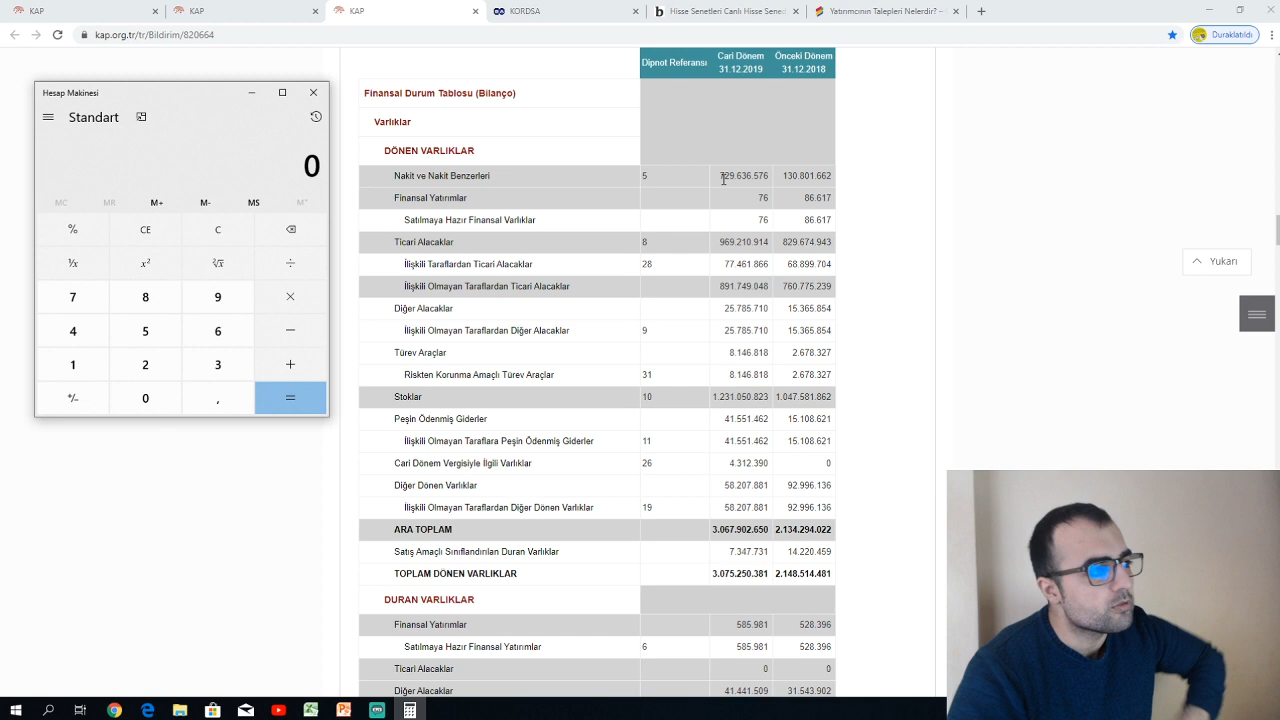 KAP
KAP
KAP
KORDSA
Hisse Senetleri Canlı Hisse Sened
Yatırımcının Talepleri Nelerdir? –
kap.org.tr/tr/Bildirim/820664
Duraklatıldı
Hesap Makinesi
Standart
0
MC MR M+ M- MS M˅
% CE C
¹/x x² ²√x ÷
7 8 9 ×
4 5 6 −
1 2 3 +
+/- 0 , =
Dipnot Referansı Cari Dönem 31.12.2019 Önceki Dönem 31.12.2018
Finansal Durum Tablosu (Bilanço)
Varlıklar
DÖNEN VARLIKLAR
Nakit ve Nakit Benzerleri 5 729.636.576 130.801.662
Finansal Yatırımlar 76 86.617
Satılmaya Hazır Finansal Varlıklar 76 86.617
Ticari Alacaklar 8 969.210.914 829.674.943
İlişkili Taraflardan Ticari Alacaklar 28 77.461.866 68.899.704
İlişkili Olmayan Taraflardan Ticari Alacaklar 891.749.048 760.775.239
Diğer Alacaklar 25.785.710 15.365.854
İlişkili Olmayan Taraflardan Diğer Alacaklar 9 25.785.710 15.365.854
Türev Araçlar 8.146.818 2.678.327
Riskten Korunma Amaçlı Türev Araçlar 31 8.146.818 2.678.327
Stoklar 10 1.231.050.823 1.047.581.862
Peşin Ödenmiş Giderler 41.551.462 15.108.621
İlişkili Olmayan Taraflara Peşin Ödenmiş Giderler 11 41.551.462 15.108.621
Cari Dönem Vergisiyle İlgili Varlıklar 26 4.312.390 0
Diğer Dönen Varlıklar 58.207.881 92.996.136
İlişkili Olmayan Taraflardan Diğer Dönen Varlıklar 19 58.207.881 92.996.136
ARA TOPLAM 3.067.902.650 2.134.294.022
Satış Amaçlı Sınıflandırılan Duran Varlıklar 7.347.731 14.220.459
TOPLAM DÖNEN VARLIKLAR 3.075.250.381 2.148.514.481
DURAN VARLIKLAR
Finansal Yatırımlar 585.981 528.396
Satılmaya Hazır Finansal Yatırımlar 6 585.981 528.396
Ticari Alacaklar 0 0
Diğer Alacaklar 41.441.509 31.543.902
Yukarı